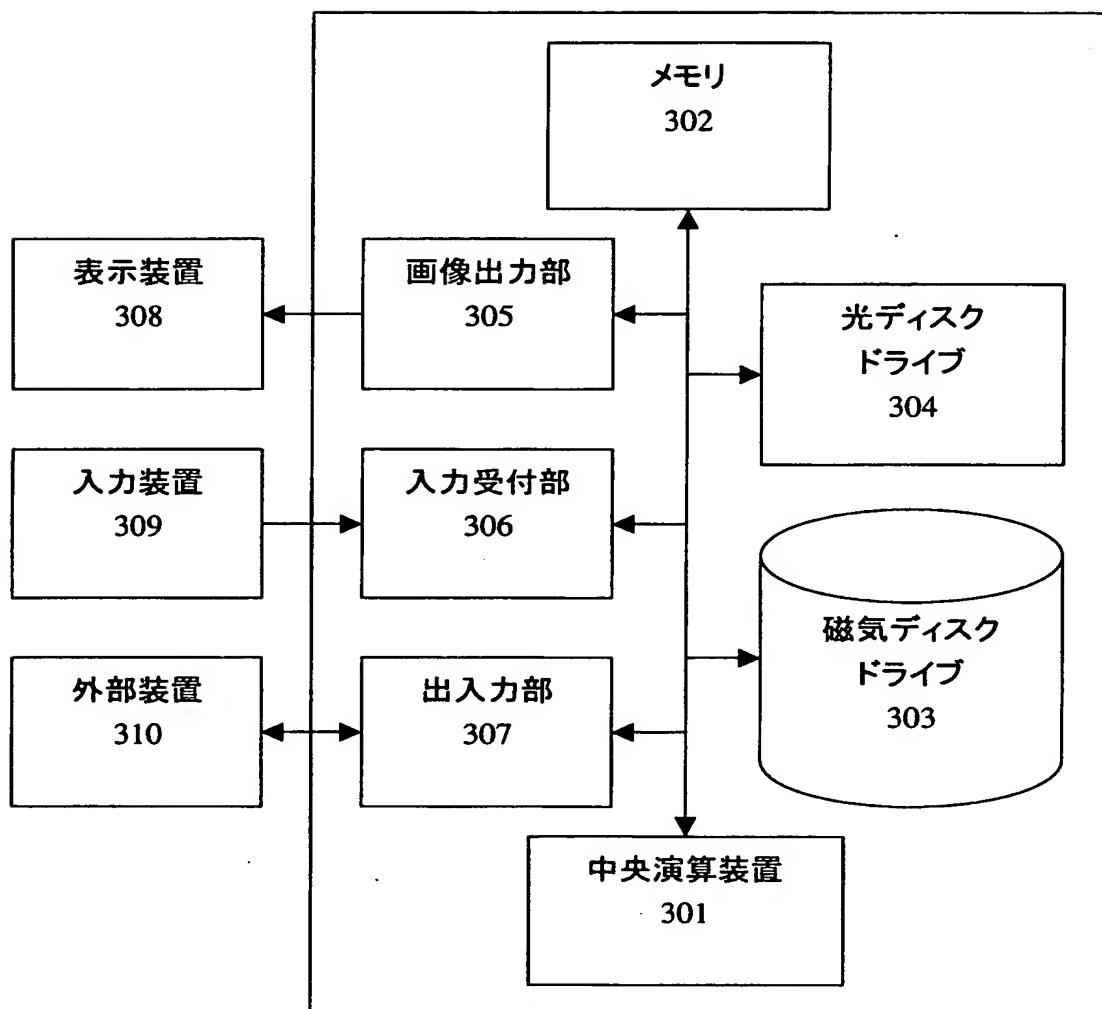 メモリ
302
表示装置
308
画像出力部
305
光ディスク
ドライブ
304
入力装置
309
入力受付部
306
磁気ディスク
ドライブ
303
外部装置
310
出入力部
307
中央演算装置
301